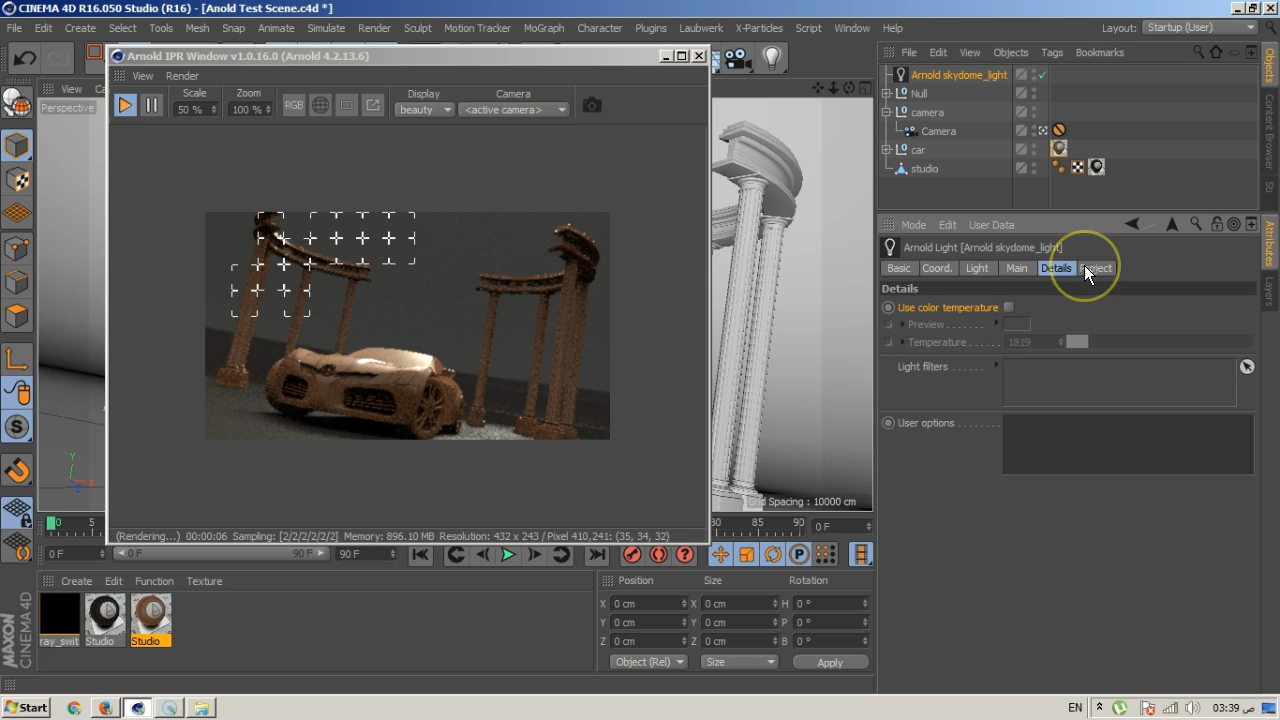 CINEMA 4D R16.050 Studio (R16) - [Anold Test Scene.c4d *]
File Edit Create Select Tools Mesh Snap Animate Simulate Render Sculpt Motion Tracker MoGraph Character Plugins Laubwerk X-Particles Script Window Help Layout: Startup (User)
Arnold IPR Window v1.0.16.0 (Arnold 4.2.13.6)
View Render
Scale Zoom Display Camera
50 % 100 % RGB beauty <active camera>
View Ca
Perspective
Grid Spacing : 10000 cm
(Rendering...) 00:00:06 Sampling: [2/2/2/2/2/2] Memory: 896.10 MB Resolution: 432 x 243 / Pixel 410,241: (35, 34, 32)
File Edit View Objects Tags Bookmarks
Arnold skydome_light
Null
camera
Camera
car
studio
Objects
Content Browser
Attributes
Layers
Mode Edit User Data
Arnold Light [Arnold skydome_light]
Basic Coord. Light Main Details Project
Details
Use color temperature
Preview
Temperature 1819
Light filters
User options
0 5 80 85 90 0 F
0 F 0 F 90 F 90 F
Create Edit Function Texture
ray_swit Studio Studio
Position Size Rotation
X 0 cm X 0 cm H 0 °
Y 0 cm Y 0 cm P 0 °
Z 0 cm Z 0 cm B 0 °
Object (Rel) Size Apply
MAXON
CINEMA 4D
Start EN 03:39 ص